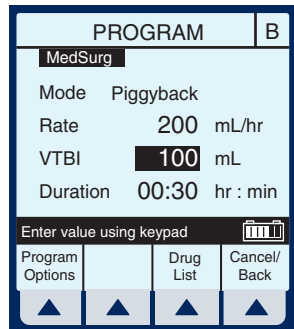 PROGRAM B
MedSurg
Mode Piggyback
Rate 200 mL/hr
VTBI 100 mL
Duration 00:30 hr : min
Enter value using keypad
Program Options Drug List Cancel/ Back